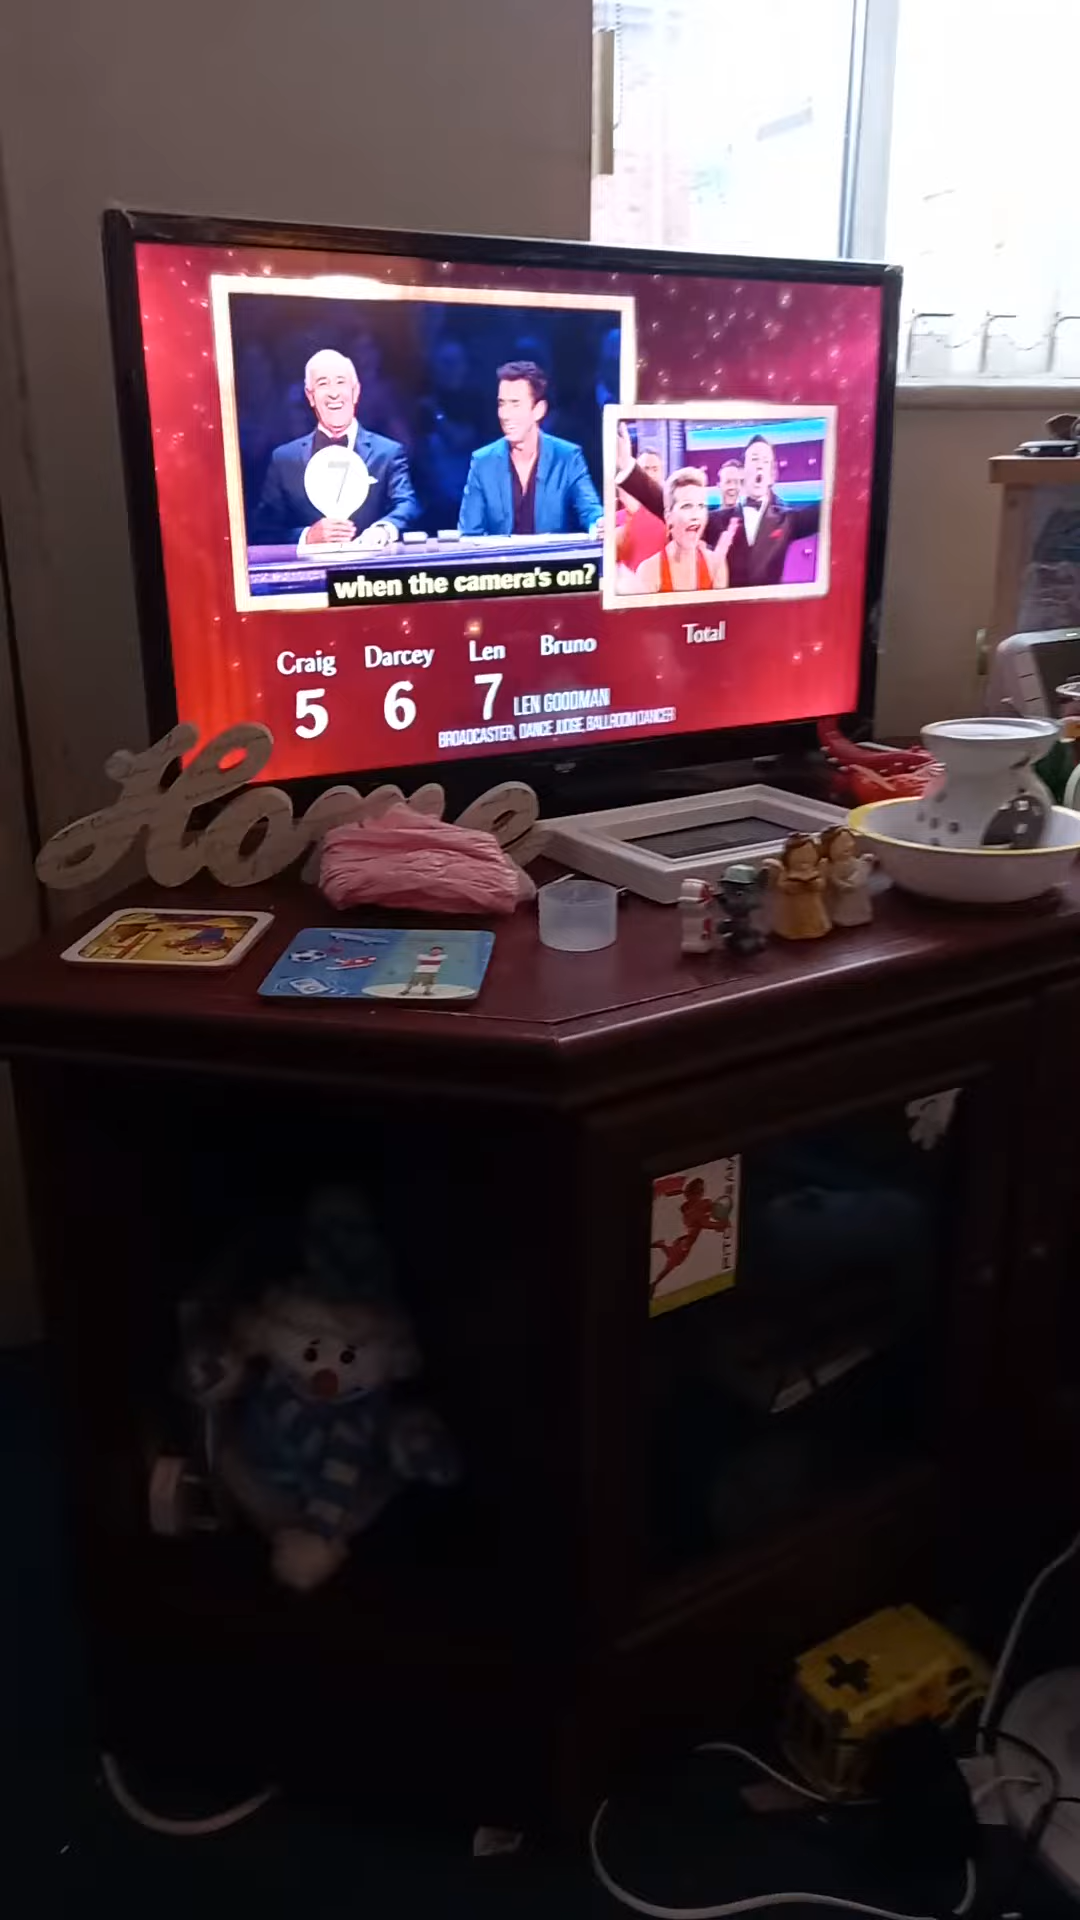 7
when the camera's on?
Total
Craig Darcey Len Bruno
5 6 7
LEN GOODMAN
BROADCASTER, DANCE JUDGE, BALLROOM DANCER
Home